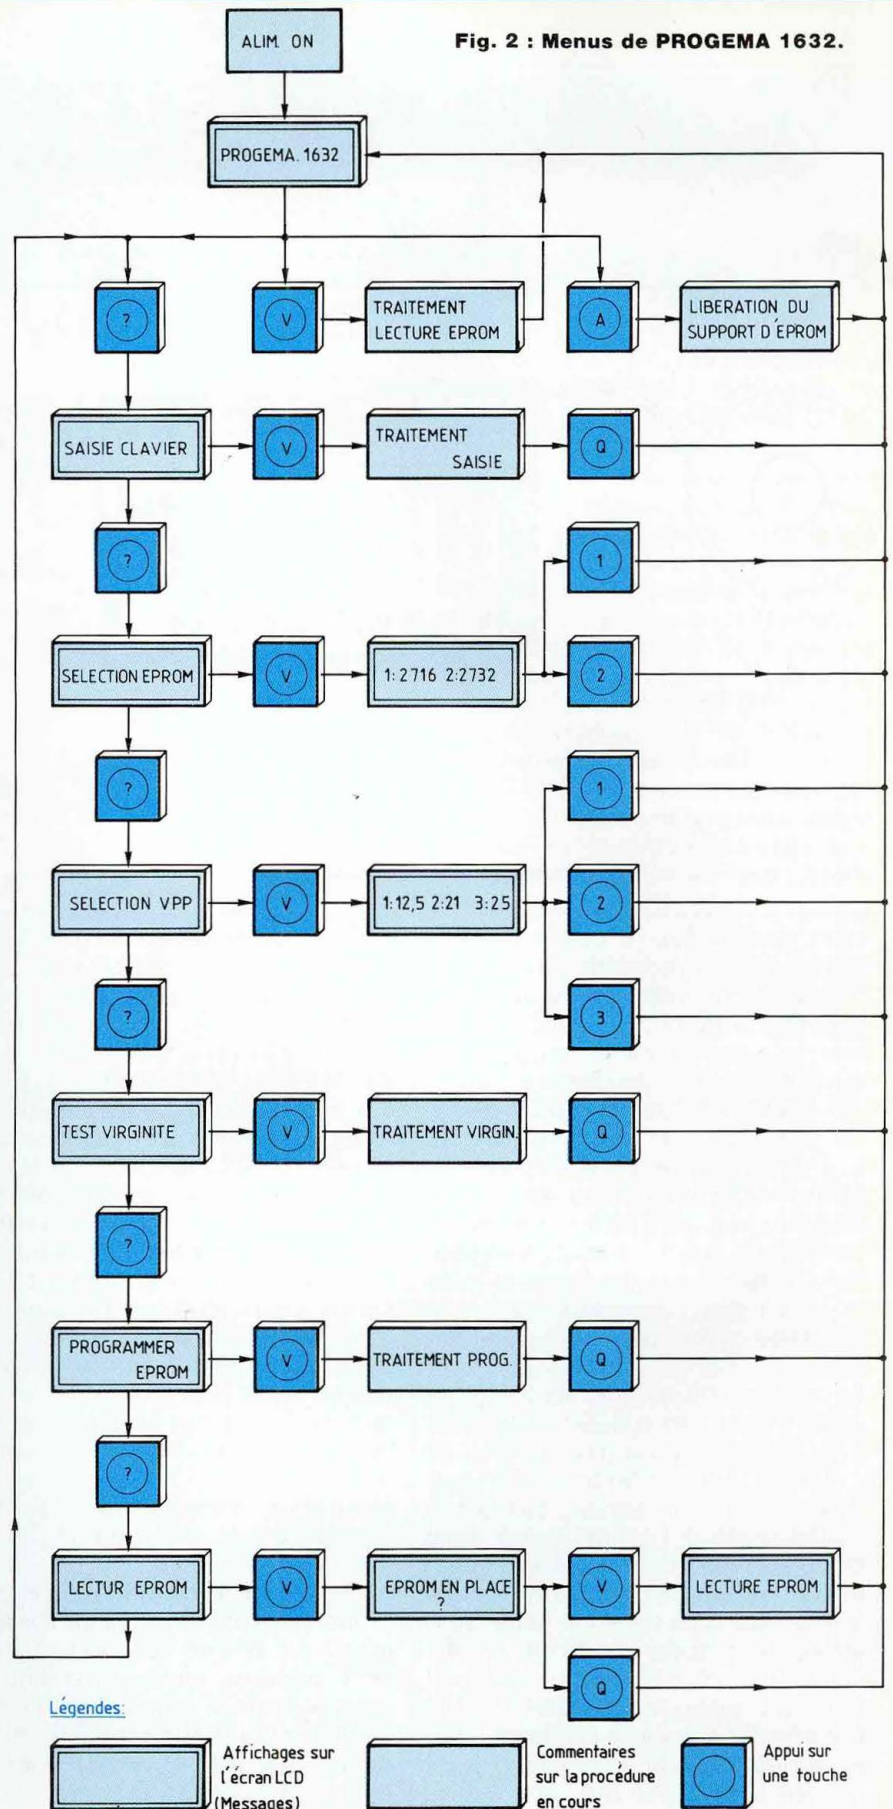 Fig. 2 : Menus de PROGEMA 1632.
ALIM. ON
PROGEMA. 1632
?
V
TRAITEMENT
LECTURE EPROM
A
LIBERATION DU
SUPPORT D'ÉPROM
SAISIE CLAVIER
V
TRAITEMENT
SAISIE
Q
?
1
SELECTION EPROM
V
1: 2716 2:2732
2
?
1
SELECTION VPP
V
1:12,5 2:21 3:25
2
?
3
TEST VIRGINITE
V
TRAITEMENT VIRGIN.
Q
?
PROGRAMMER
EPROM
V
TRAITEMENT PROG.
Q
?
LECTUR EPROM
V
EPROM EN PLACE
?
V
LECTURE EPROM
Q
Légendes:
Affichages sur
l'écran LCD
(Messages)
Commentaires
sur la procédure
en cours
Appui sur
une touche